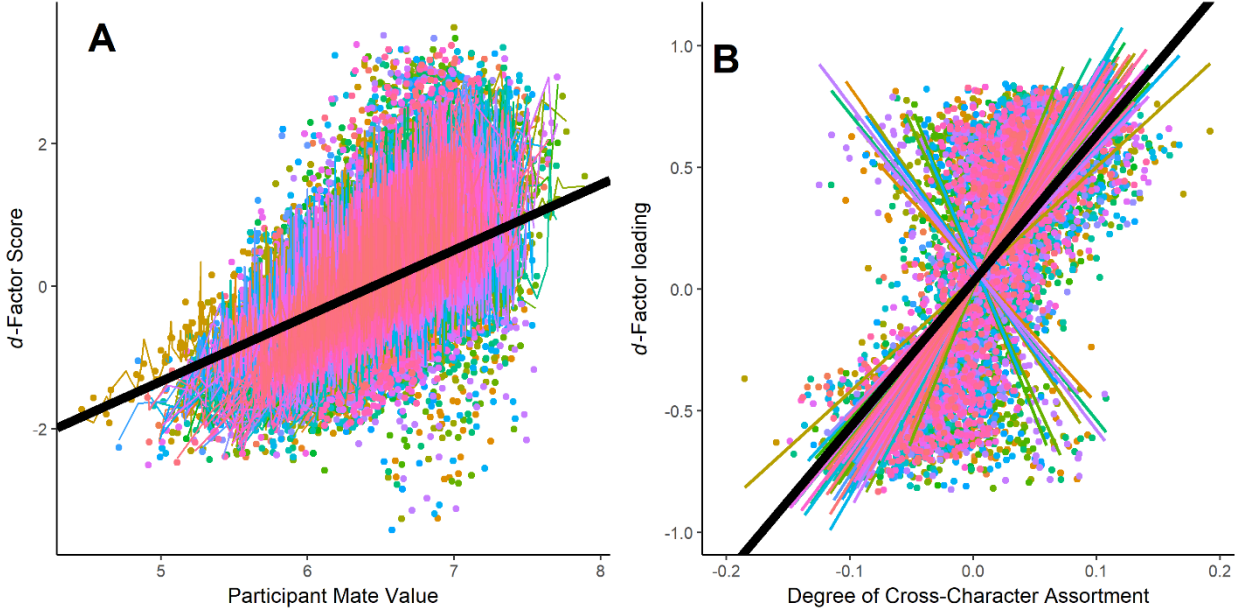 A
d-Factor Score
2
0
-2
5
6
7
8
Participant Mate Value
B
d-Factor loading
1.0
0.5
0.0
-0.5
-1.0
-0.2
-0.1
0.0
0.1
0.2
Degree of Cross-Character Assortment